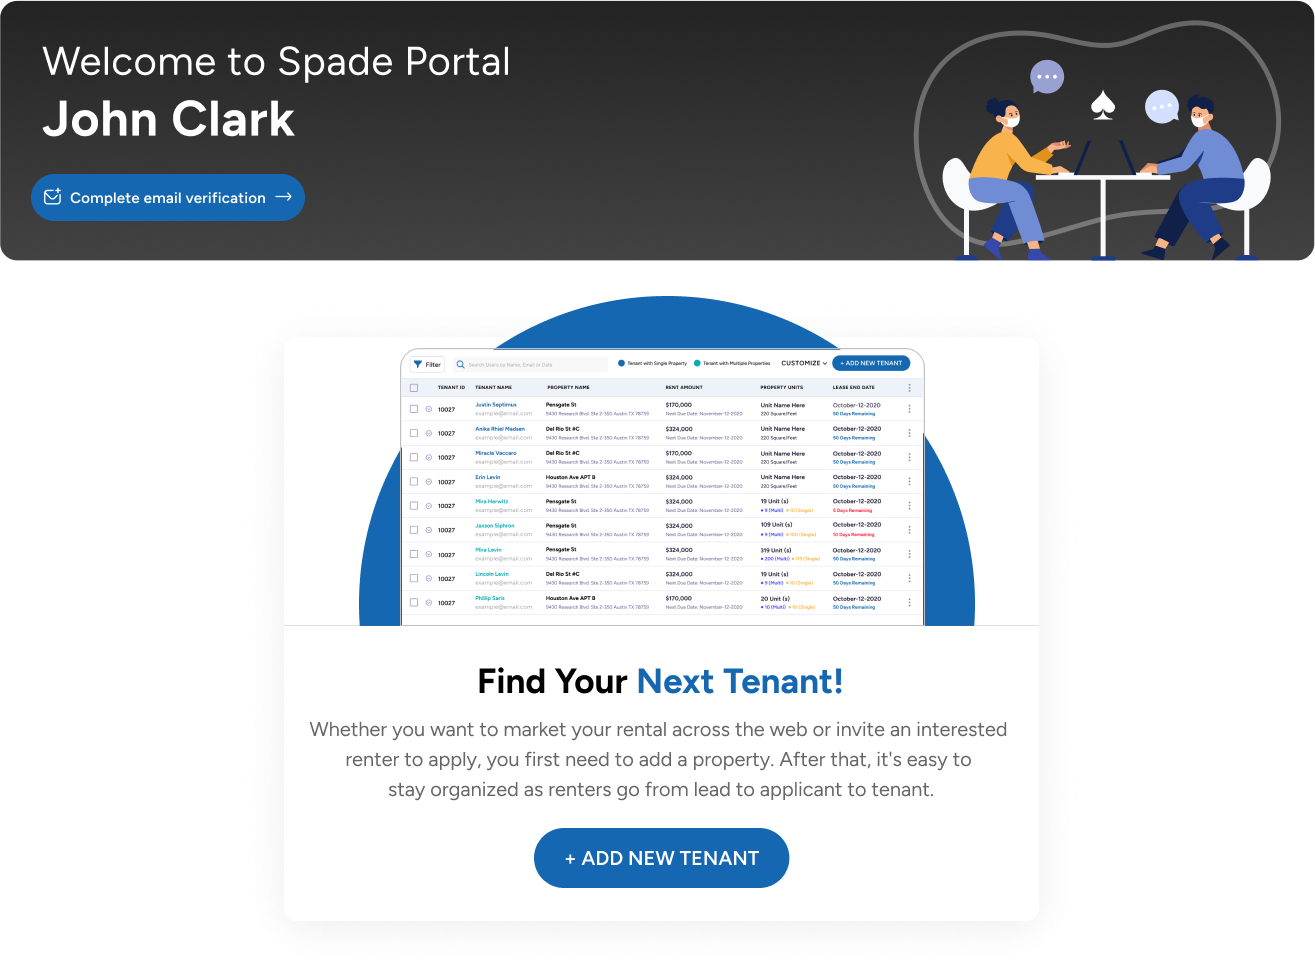 Welcome to Spade Portal
John Clark
Complete email verification
Filter
Search Users by Name, Email or Date
Tenant with Single Property
Tenant with Multiple Properties
CUSTOMIZE
+ ADD NEW TENANT
TENANT ID TENANT NAME PROPERTY NAME RENT AMOUNT PROPERTY UNITS LEASE END DATE
10027 Justin Septimus Pensgate St $170,000 Unit Name Here October-12-2020
example@email.com 9430 Research Blvd. Ste 2-350 Austin TX 78759 Next Due Date: November-12-2020 220 Square/Feet 50 Days Remaining
10027 Anika Rhiel Madsen Del Rio St #C $324,000 Unit Name Here October-12-2020
example@email.com 9430 Research Blvd. Ste 2-350 Austin TX 78759 Next Due Date: November-12-2020 220 Square/Feet 50 Days Remaining
10027 Miracle Vaccaro Del Rio St #C $170,000 Unit Name Here October-12-2020
example@email.com 9430 Research Blvd. Ste 2-350 Austin TX 78759 Next Due Date: November-12-2020 220 Square/Feet 50 Days Remaining
10027 Erin Levin Houston Ave APT B $324,000 Unit Name Here October-12-2020
example@email.com 9430 Research Blvd. Ste 2-350 Austin TX 78759 Next Due Date: November-12-2020 220 Square/Feet 50 Days Remaining
10027 Mira Herwitz Pensgate St $324,000 19 Unit (s) October-12-2020
example@email.com 9430 Research Blvd. Ste 2-350 Austin TX 78759 Next Due Date: November-12-2020 9 (Multi) 10 (Single) 5 Days Remaining
10027 Jaxson Siphron Pensgate St $324,000 109 Unit (s) October-12-2020
example@email.com 9430 Research Blvd. Ste 2-350 Austin TX 78759 Next Due Date: November-12-2020 9 (Multi) 100 (Single) 10 Days Remaining
10027 Mira Levin Pensgate St $324,000 319 Unit (s) October-12-2020
example@email.com 9430 Research Blvd. Ste 2-350 Austin TX 78759 Next Due Date: November-12-2020 200 (Multi) 119 (Single) 50 Days Remaining
10027 Lincoln Levin Del Rio St #C $324,000 19 Unit (s) October-12-2020
example@email.com 9430 Research Blvd. Ste 2-350 Austin TX 78759 Next Due Date: November-12-2020 9 (Multi) 10 (Single) 50 Days Remaining
10027 Phillip Saris Houston Ave APT B $170,000 20 Unit (s) October-12-2020
example@email.com 9430 Research Blvd. Ste 2-350 Austin TX 78759 Next Due Date: November-12-2020 10 (Multi) 10 (Single) 50 Days Remaining
Find Your Next Tenant!
Whether you want to market your rental across the web or invite an interested
renter to apply, you first need to add a property. After that, it's easy to
stay organized as renters go from lead to applicant to tenant.
+ ADD NEW TENANT